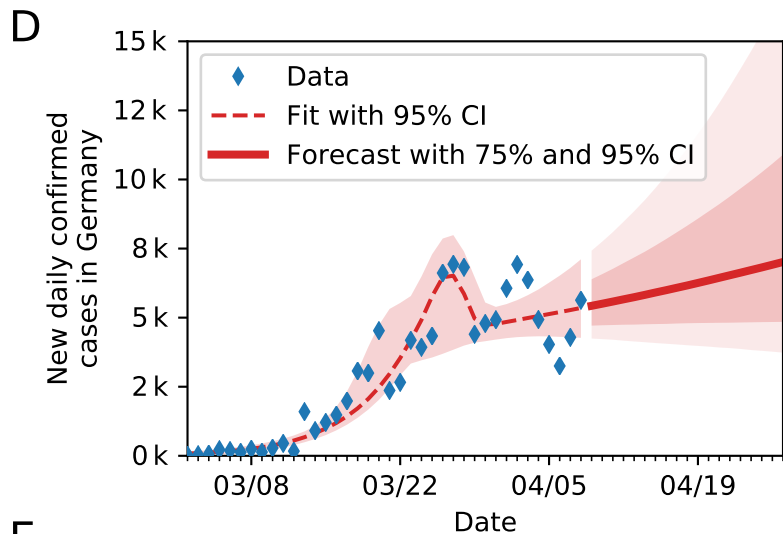 D
15 k
12 k
10 k
8 k
5 k
2 k
0 k
New daily confirmed
cases in Germany
Data
Fit with 95% CI
Forecast with 75% and 95% CI
03/08
03/22
04/05
04/19
Date